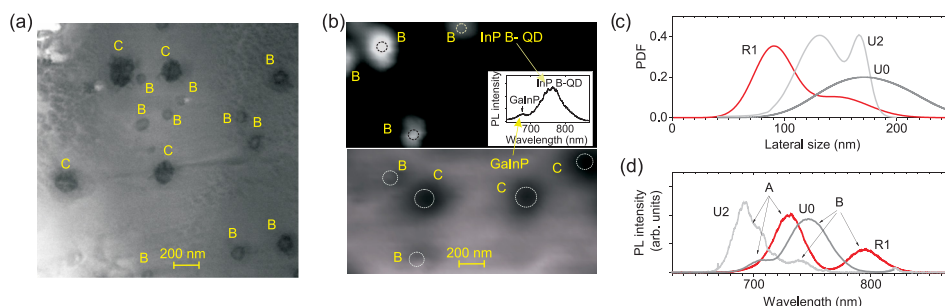 (a)
C
C
B
B
B
B
B
B
B
C
C
B
B
B
200 nm
(b)
B
B
InP B- QD
B
PL intensity
InP B-QD
GaInP
700
800
Wavelength (nm)
B
GaInP
B
C
C
B
200 nm
(c)
PDF
0.4
0.2
0.0
R1
U2
U0
0
100
200
Lateral size (nm)
(d)
PL intensity
(arb. units)
U2
A
U0
B
R1
700
800
Wavelength (nm)